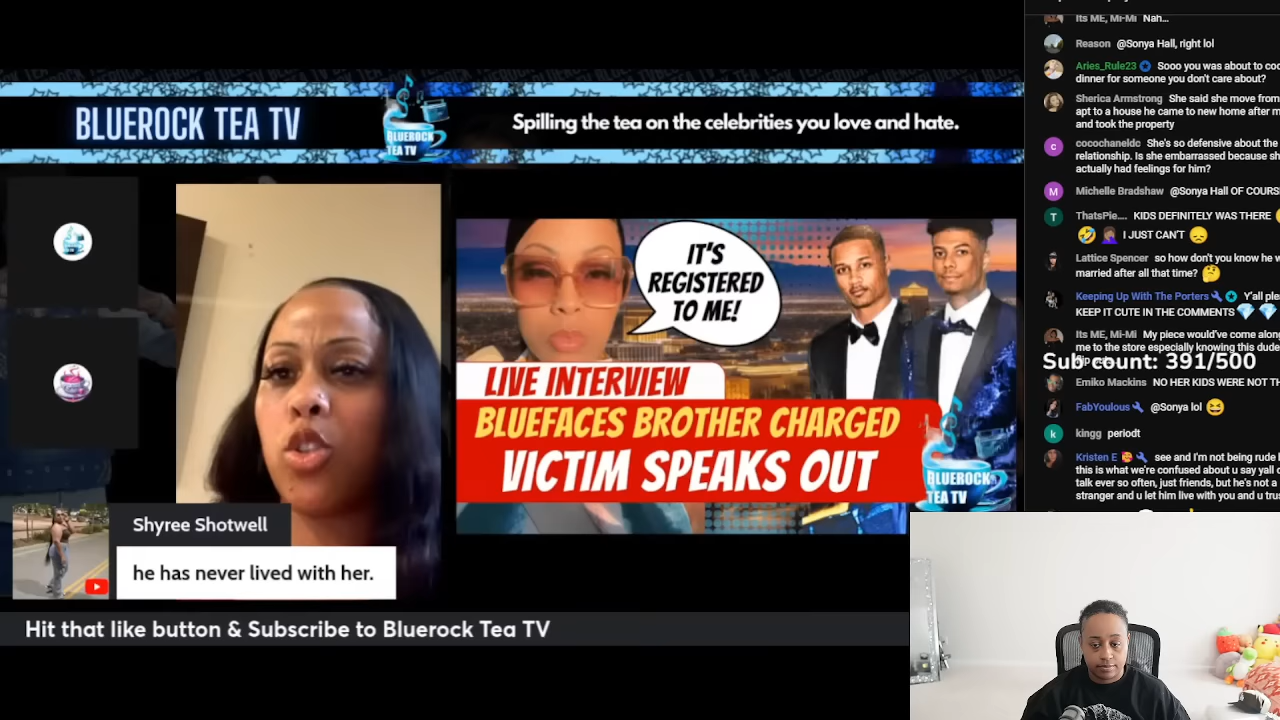 BLUEROCK TEA TV
BLUEROCK
TEA TV
Spilling the tea on the celebrities you love and hate.
IT'S
REGISTERED
TO ME!
LIVE INTERVIEW
BLUEFACES BROTHER CHARGED
VICTIM SPEAKS OUT
BLUEROCK
TEA TV
Shyree Shotwell
he has never lived with her.
Hit that like button & Subscribe to Bluerock Tea TV
Its ME, Mi-Mi Nah...
Reason @Sonya Hall, right lol
Aries_Rule23 Sooo you was about to coo
dinner for someone you don't care about?
Sherica Armstrong She said she move from
apt to a house he came to new home after m
and took the property
cocochaneldc She's so defensive about the
relationship. Is she embarrassed because sh
actually had feelings for him?
Michelle Bradshaw @Sonya Hall OF COURS
ThatsPie.... KIDS DEFINITELY WAS THERE
I JUST CAN'T
Lattice Spencer so how don't you know he w
married after all that time?
Keeping Up With The Porters Y'all ple
KEEP IT CUTE IN THE COMMENTS
Its ME, Mi-Mi My piece would've come alon
me to the store especially knowing this dude
Sub count: 391/500
Emiko Mackins NO HER KIDS WERE NOT TH
FabYoulous @Sonya lol
kingg periodt
Kristen E see and I'm not being rude
this is what we're confused about u say yall
talk ever so often, just friends, but he's not a
stranger and u let him live with you and u tru